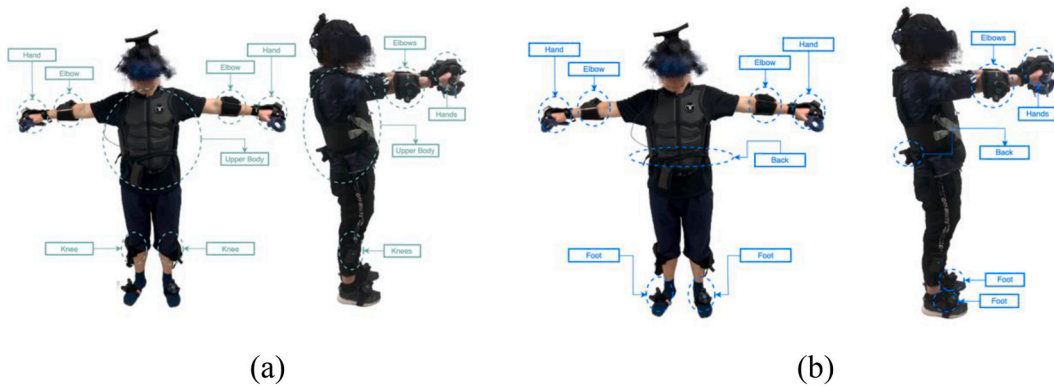 Hand
Elbow
Elbow
Hand
Elbows
Hands
Upper Body
Upper Body
Knee
Knee
Knees
(a)
Hand
Elbow
Elbow
Hand
Elbows
Hands
Back
Back
Foot
Foot
Foot
Foot
(b)